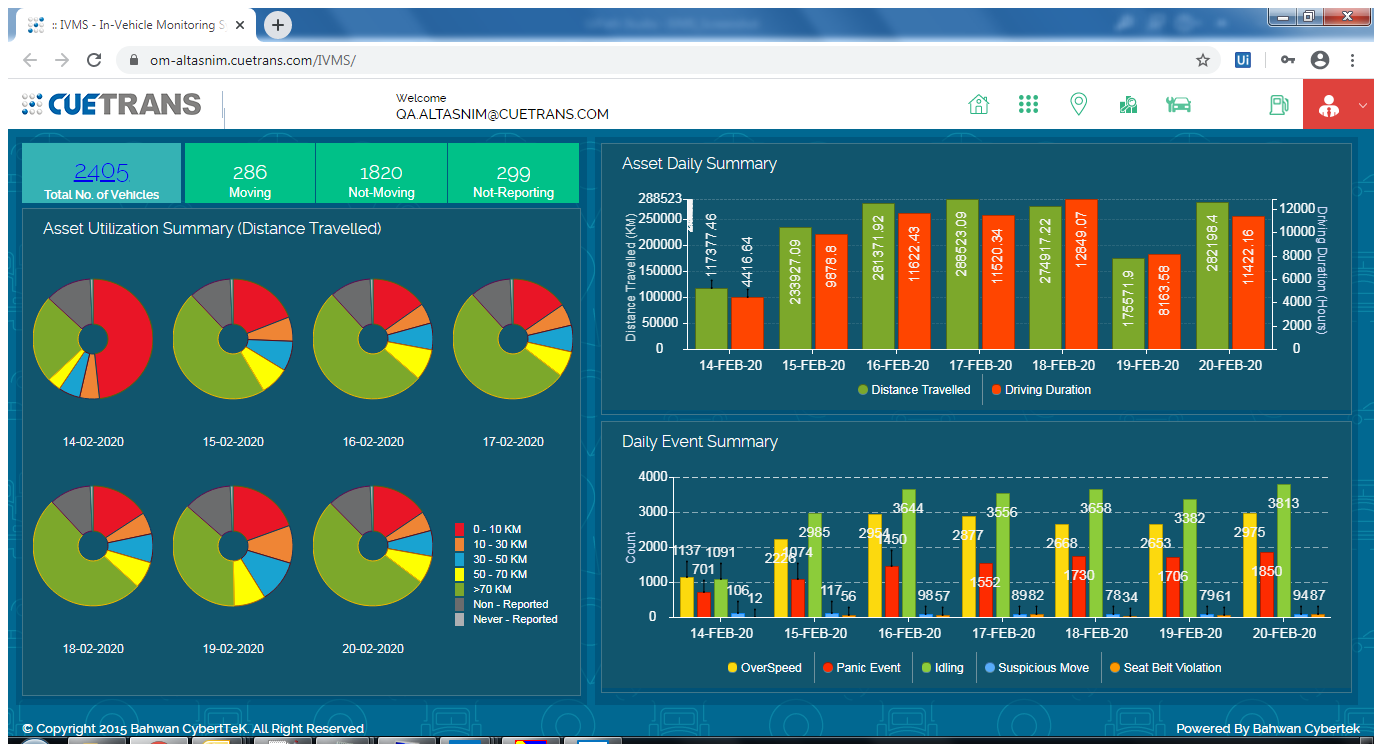 :: IVMS - In-Vehicle Monitoring S
om-altasnim.cuetrans.com/IVMS/
Ui
CUETRANS
Welcome
QA.ALTASNIM@CUETRANS.COM
2405
Total No. of Vehicles
286
Moving
1820
Not-Moving
299
Not-Reporting
Asset Utilization Summary (Distance Travelled)
14-02-2020
15-02-2020
16-02-2020
17-02-2020
18-02-2020
19-02-2020
20-02-2020
0 - 10 KM
10 - 30 KM
30 - 50 KM
50 - 70 KM
>70 KM
Non - Reported
Never - Reported
Asset Daily Summary
Distance Travelled (KM)
288523
250000
200000
150000
100000
50000
0
117377.46
4416.64
233927.09
9878.8
281371.92
11622.43
288523.09
11520.34
274917.22
12849.07
175571.9
8163.58
282198.4
11422.16
12000
10000
8000
6000
4000
2000
0
Driving Duration (Hours)
14-FEB-20
15-FEB-20
16-FEB-20
17-FEB-20
18-FEB-20
19-FEB-20
20-FEB-20
Distance Travelled
Driving Duration
Daily Event Summary
Count
4000
3000
2000
1000
0
1137
701
1091
106
12
2226
1074
2985
117
56
2954
1450
3644
98
57
2877
1552
3556
89
82
2668
1730
3658
78
34
2653
1706
3382
79
61
2975
1850
3813
94
87
14-FEB-20
15-FEB-20
16-FEB-20
17-FEB-20
18-FEB-20
19-FEB-20
20-FEB-20
OverSpeed
Panic Event
Idling
Suspicious Move
Seat Belt Violation
© Copyright 2015 Bahwan CybertTeK. All Right Reserved
Powered By Bahwan Cybertek